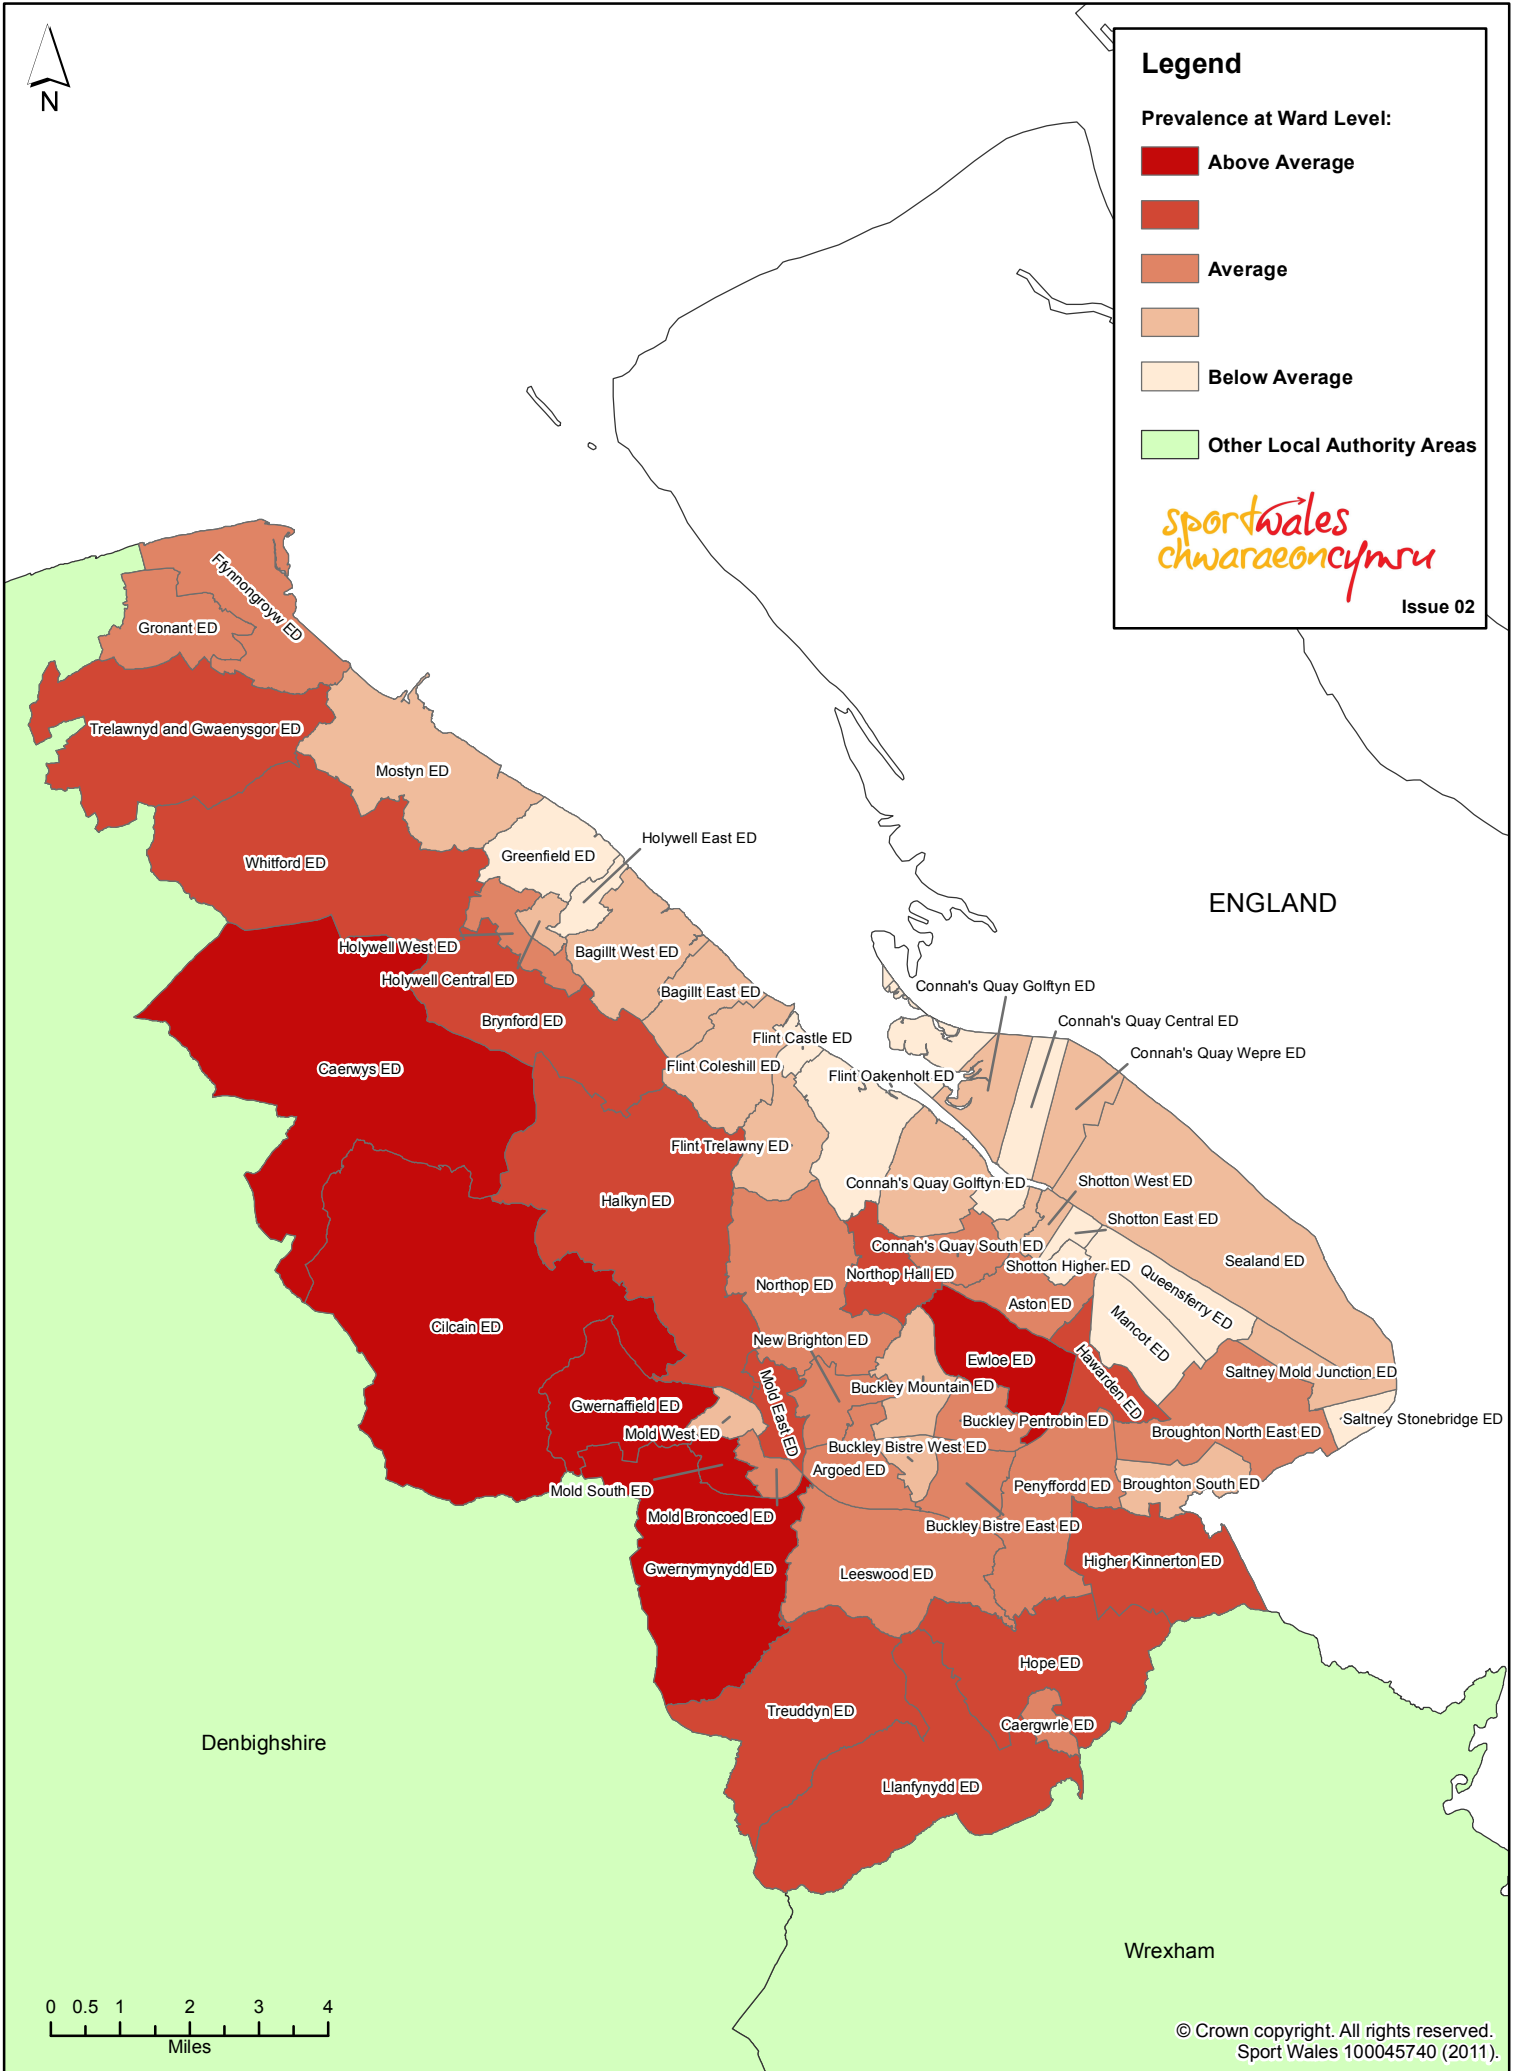 N
Legend
Prevalence at Ward Level:
Above Average
Average
Below Average
Other Local Authority Areas
sportwales
chwaraeoncymru
Issue 02
Ffynnongroyw ED
Gronant ED
Trelawnyd and Gwaenysgor ED
Mostyn ED
Holywell East ED
Greenfield ED
Whitford ED
ENGLAND
Holywell West ED
Bagillt West ED
Holywell Central ED
Connah's Quay Golftyn ED
Bagillt East ED
Brynford ED
Connah's Quay Central ED
Flint Castle ED
Connah's Quay Wepre ED
Caerwys ED
Flint Coleshill ED
Flint Oakenholt ED
Flint Trelawny ED
Connah's Quay Golftyn ED
Shotton West ED
Halkyn ED
Shotton East ED
Connah's Quay South ED
Sealand ED
Shotton Higher ED
Northop Hall ED
Northop ED
Queensferry ED
Aston ED
Cilcain ED
Mancot ED
New Brighton ED
Ewloe ED
Hawarden ED
Saltney Mold Junction ED
Buckley Mountain ED
Gwernaffield ED
Mold East ED
Saltney Stonebridge ED
Buckley Pentrobin ED
Mold West ED
Broughton North East ED
Buckley Bistre West ED
Argoed ED
Penyffordd ED
Broughton South ED
Mold South ED
Mold Broncoed ED
Buckley Bistre East ED
Higher Kinnerton ED
Gwernymynydd ED
Leeswood ED
Hope ED
Treuddyn ED
Caergwrle ED
Denbighshire
Llanfynydd ED
Wrexham
0 0.5 1 2 3 4
Miles
© Crown copyright. All rights reserved.
Sport Wales 100045740 (2011).